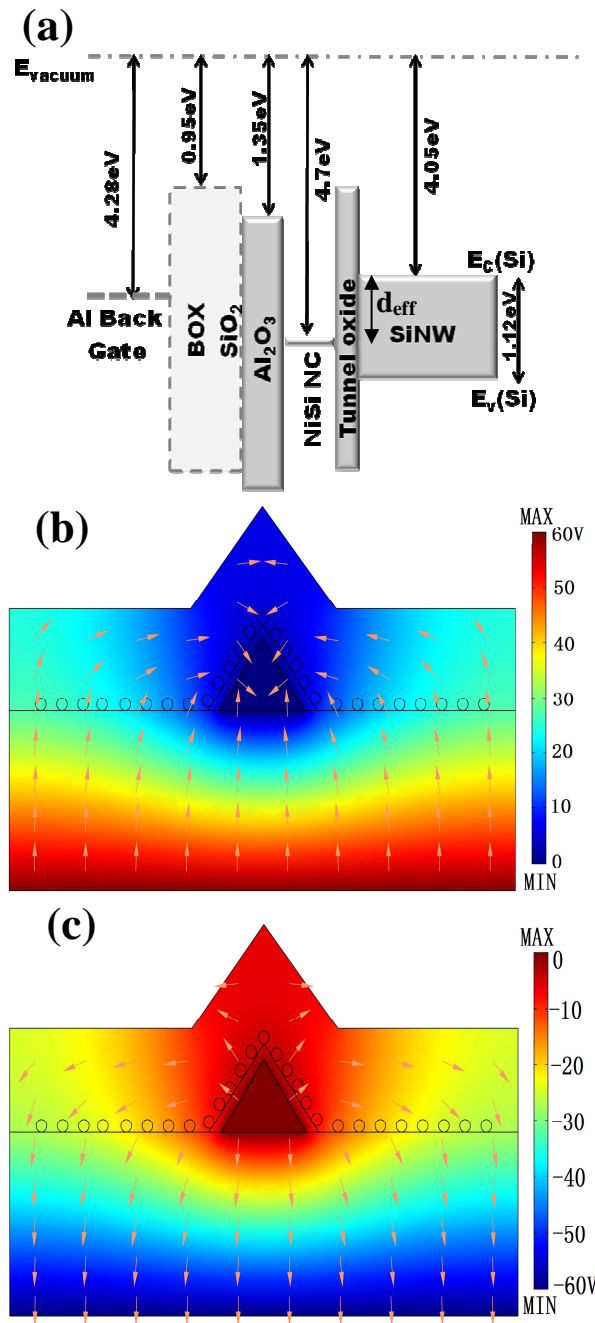 (a)
E_vacuum
4.28eV
0.95eV
1.35eV
4.7eV
4.05eV
Al Back
Gate
BOX
SiO₂
Al₂O₃
NiSi NC
Tunnel oxide
d_eff
SiNW
E_C(Si)
1.12eV
E_V(Si)
(b)
MAX
60V
50
40
30
20
10
0
MIN
(c)
MAX
0
-10
-20
-30
-40
-50
-60V
MIN